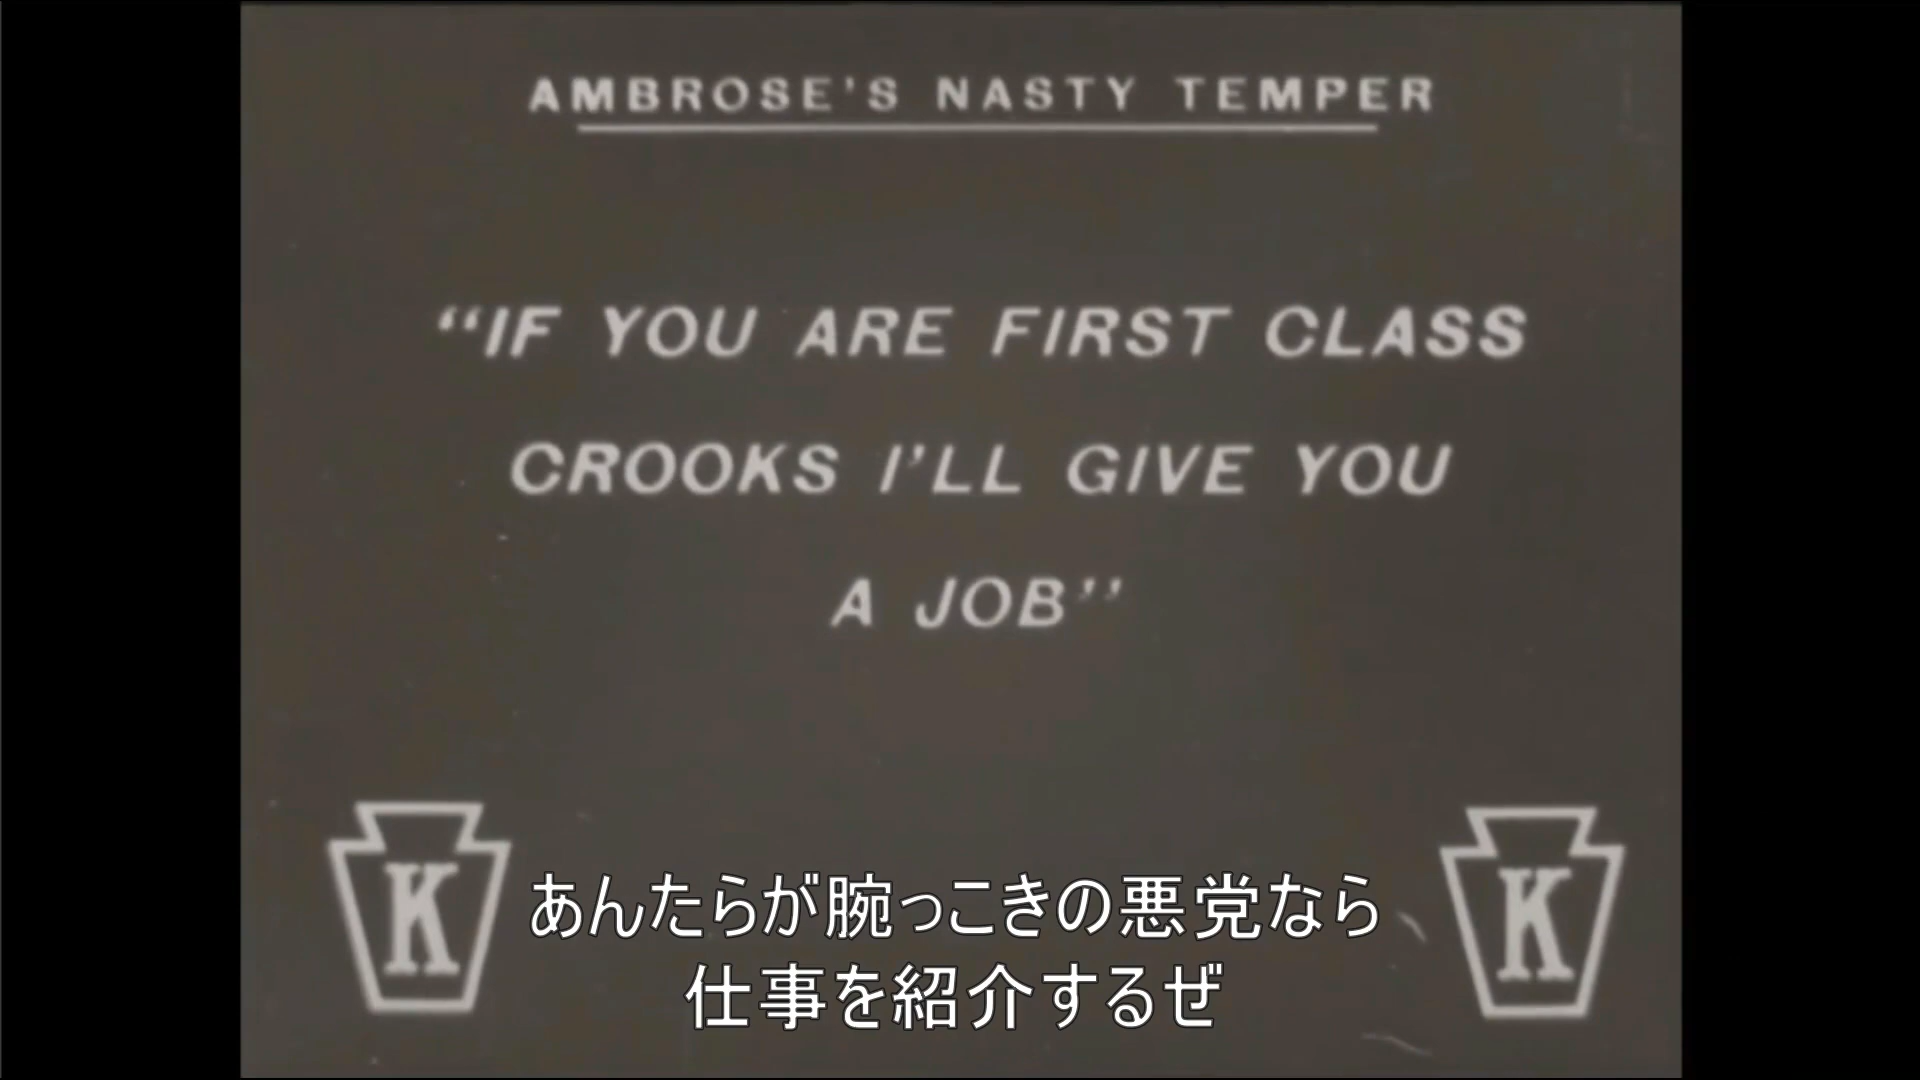 AMBROSE'S NASTY TEMPER
“IF YOU ARE FIRST CLASS
CROOKS I'LL GIVE YOU
A JOB”
K
K
あんたらが腕っこきの悪党なら
仕事を紹介するぜ